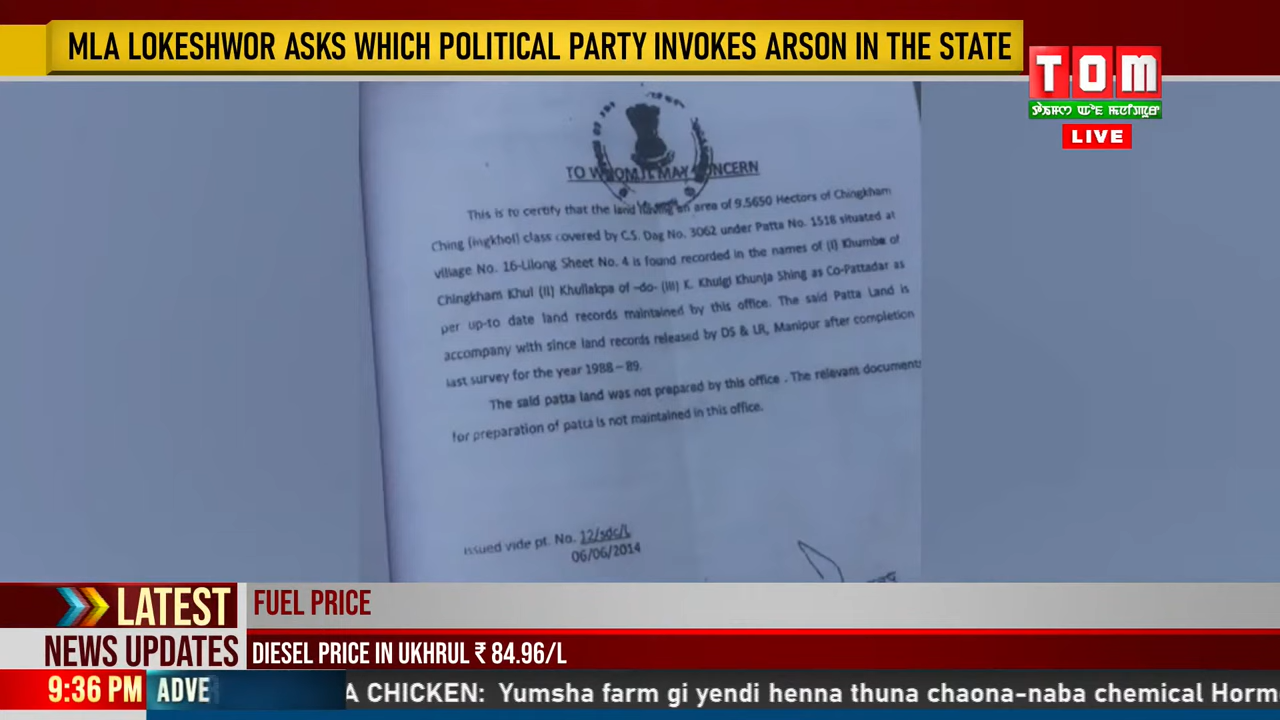 MLA LOKESHWOR ASKS WHICH POLITICAL PARTY INVOKES ARSON IN THE STATE
TOM
LIVE
TO WHOM IT MAY CONCERN
This is to certify that the land having an area of 9.5650 Hectors of Chingkham
Ching (ingkhol) class covered by C.S. Dag No. 3062 under Patta No. 1518 situated at
village No. 16-Lilong Sheet No. 4 is found recorded in the names of (I) Khumba of
Chingkham Khul (II) Khullakpa of -do- (III) K. Khulgi Khunja Shing as Co-Pattadar as
per up-to date land records maintained by this office. The said Patta Land is
accompany with since land records released by DS & LR, Manipur after completion
last survey for the year 1988 – 89.
The said patta land was not prepared by this office . The relevant documents
for preparation of patta is not maintained in this office.
issued vide pt. No. 12/sdc/L
06/06/2014
LATEST
NEWS UPDATES
FUEL PRICE
DIESEL PRICE IN UKHRUL ₹ 84.96/L
9:36 PM ADVE A CHICKEN: Yumsha farm gi yendi henna thuna chaona-naba chemical Horm